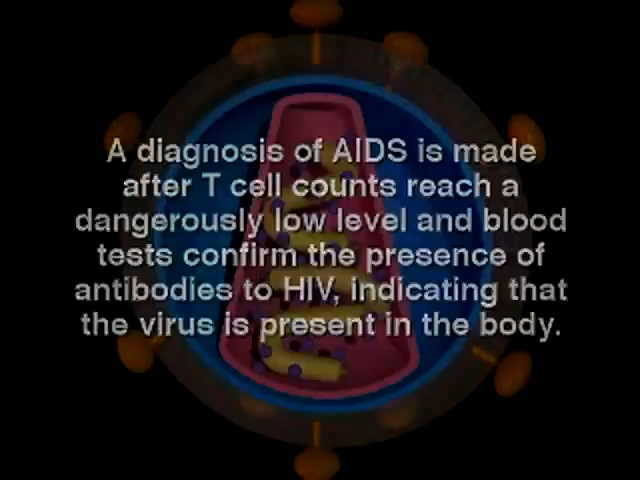 A diagnosis of AIDS is made
after T cell counts reach a
dangerously low level and blood
tests confirm the presence of
antibodies to HIV, indicating that
the virus is present in the body.